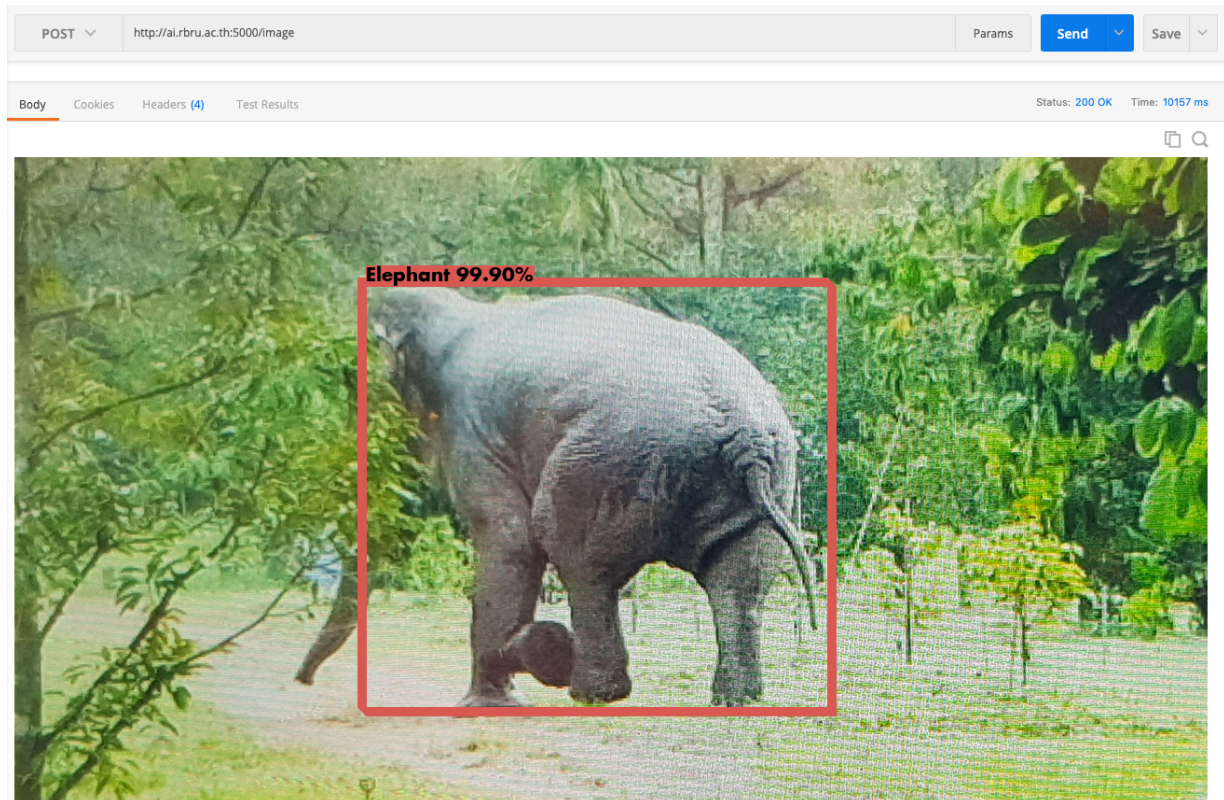 POST http://ai.rbru.ac.th:5000/image Params Send Save
Body Cookies Headers (4) Test Results Status: 200 OK Time: 10157 ms
Elephant 99.90%